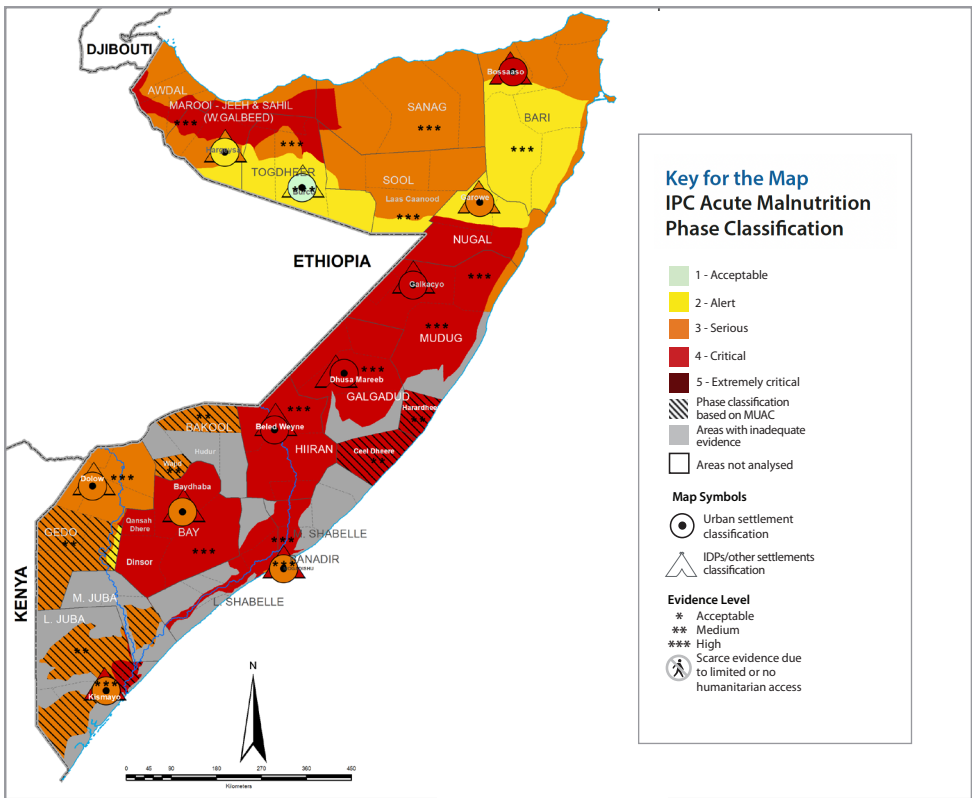 DJIBOUTI
Bossaaso
AWDAL
MAROOI - JEEH & SAHIL
(W.GALBEED)
SANAG
BARI
***
***
***
***
Hargeysa
TOGDHEER
***
Burco
SOOL
Laas Caanood
***
Garowe
NUGAL
ETHIOPIA
***
Galkacyo
***
MUDUG
***
Dhusa Mareeb
GALGADUD
Harardheere
**
***
Beled Weyne
**
BAKOOL
HIIRAN
Ceel Dheere
**
Hudur
Wajid
**
Dolow
***
Baydhaba
Qansah
Dhere
BAY
GEDO
**
***
***
M. SHABELLE
Dinsor
BANADIR
***
KENYA
M. JUBA
L. SHABELLE
L. JUBA
**
***
Kismayo
N
0 45 90 180 270 360 450
Kilometers
Key for the Map
IPC Acute Malnutrition
Phase Classification
1 - Acceptable
2 - Alert
3 - Serious
4 - Critical
5 - Extremely critical
Phase classification
based on MUAC
Areas with inadequate
evidence
Areas not analysed
Map Symbols
Urban settlement
classification
IDPs/other settlements
classification
Evidence Level
* Acceptable
** Medium
*** High
Scarce evidence due
to limited or no
humanitarian access